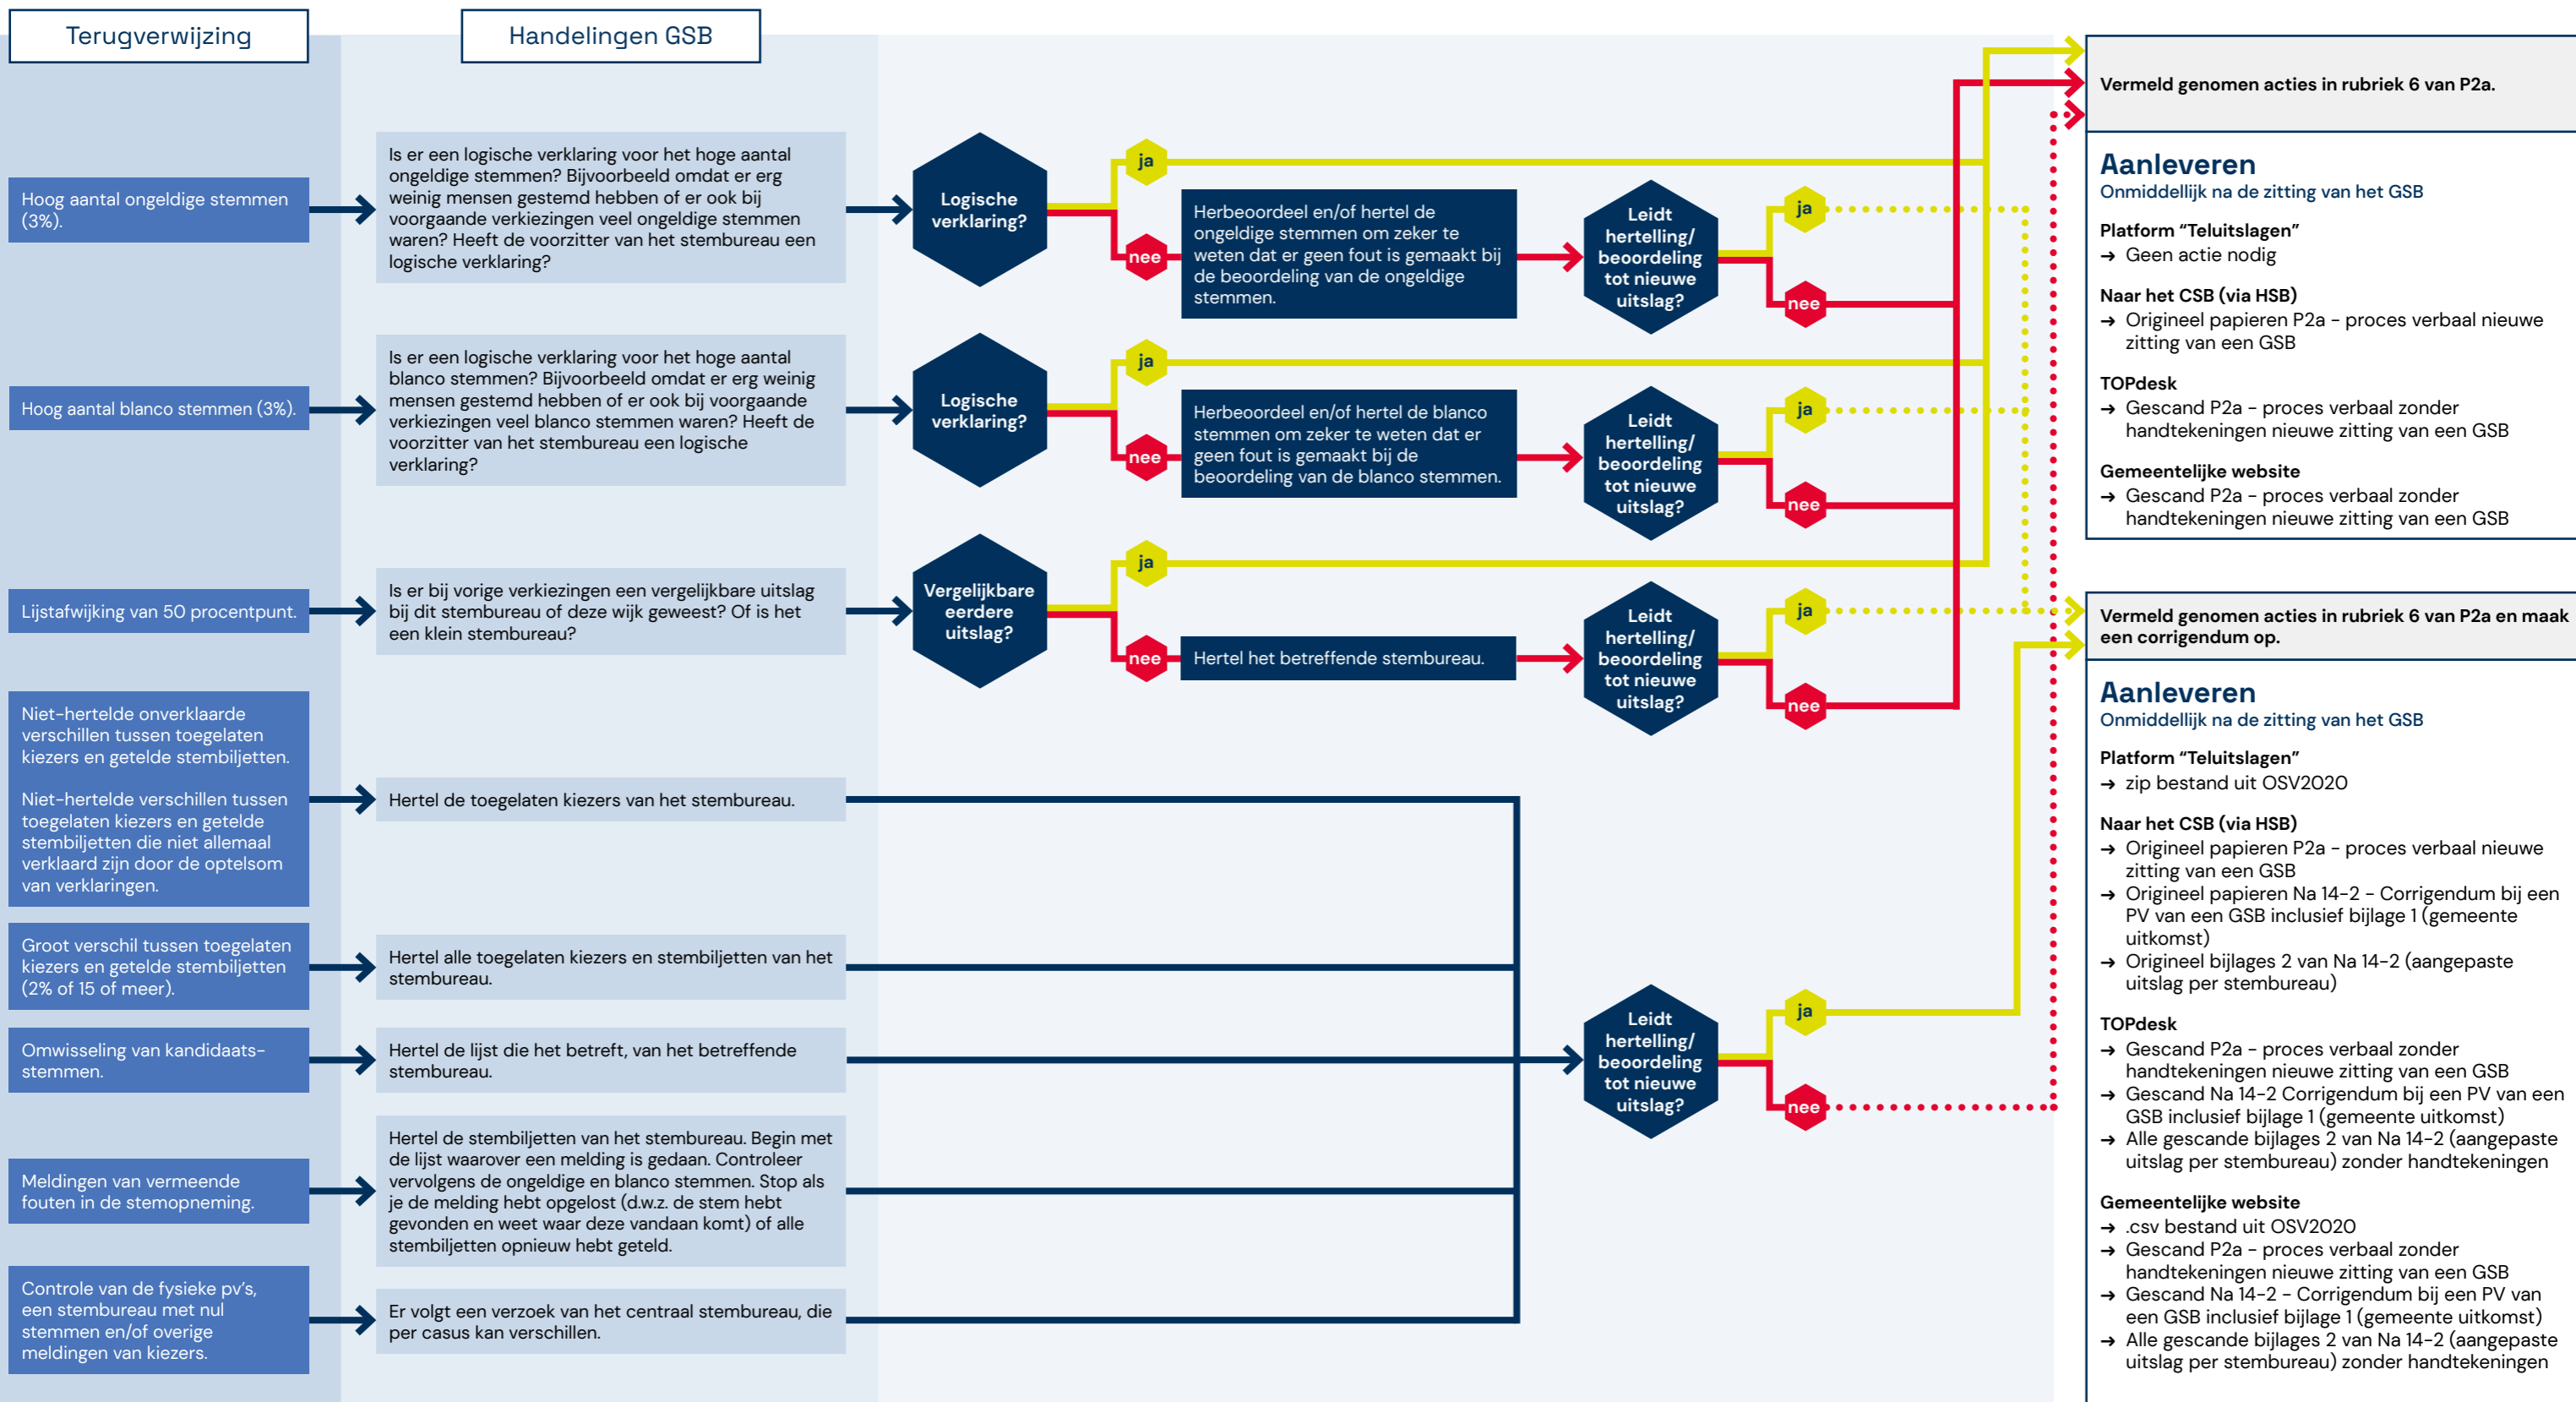 Terugverwijzing
Handelingen GSB
Hoog aantal ongeldige stemmen
(3%).
Is er een logische verklaring voor het hoge aantal
ongeldige stemmen? Bijvoorbeeld omdat er erg
weinig mensen gestemd hebben of er ook bij
voorgaande verkiezingen veel ongeldige stemmen
waren? Heeft de voorzitter van het stembureau een
logische verklaring?
Logische
verklaring?
ja
nee
Herbeoordeel en/of hertel de
ongeldige stemmen om zeker te
weten dat er geen fout is gemaakt bij
de beoordeling van de ongeldige
stemmen.
Leidt
hertelling/
beoordeling
tot nieuwe
uitslag?
ja
nee
Hoog aantal blanco stemmen (3%).
Is er een logische verklaring voor het hoge aantal
blanco stemmen? Bijvoorbeeld omdat er erg weinig
mensen gestemd hebben of er ook bij voorgaande
verkiezingen veel blanco stemmen waren? Heeft de
voorzitter van het stembureau een logische
verklaring?
Logische
verklaring?
ja
nee
Herbeoordeel en/of hertel de blanco
stemmen om zeker te weten dat er
geen fout is gemaakt bij de
beoordeling van de blanco stemmen.
Leidt
hertelling/
beoordeling
tot nieuwe
uitslag?
ja
nee
Lijstafwijking van 50 procentpunt.
Is er bij vorige verkiezingen een vergelijkbare uitslag
bij dit stembureau of deze wijk geweest? Of is het
een klein stembureau?
Vergelijkbare
eerdere
uitslag?
ja
nee
Hertel het betreffende stembureau.
Leidt
hertelling/
beoordeling
tot nieuwe
uitslag?
ja
nee
Niet-hertelde onverklaarde
verschillen tussen toegelaten
kiezers en getelde stembiljetten.
Niet-hertelde verschillen tussen
toegelaten kiezers en getelde
stembiljetten die niet allemaal
verklaard zijn door de optelsom
van verklaringen.
Hertel de toegelaten kiezers van het stembureau.
Groot verschil tussen toegelaten
kiezers en getelde stembiljetten
(2% of 15 of meer).
Hertel alle toegelaten kiezers en stembiljetten van het
stembureau.
Omwisseling van kandidaats-
stemmen.
Hertel de lijst die het betreft, van het betreffende
stembureau.
Meldingen van vermeende
fouten in de stemopneming.
Hertel de stembiljetten van het stembureau. Begin met
de lijst waarover een melding is gedaan. Controleer
vervolgens de ongeldige en blanco stemmen. Stop als
je de melding hebt opgelost (d.w.z. de stem hebt
gevonden en weet waar deze vandaan komt) of alle
stembiljetten opnieuw hebt geteld.
Controle van de fysieke pv's,
een stembureau met nul
stemmen en/of overige
meldingen van kiezers.
Er volgt een verzoek van het centraal stembureau, die
per casus kan verschillen.
Leidt
hertelling/
beoordeling
tot nieuwe
uitslag?
ja
nee
Vermeld genomen acties in rubriek 6 van P2a.
Aanleveren
Onmiddellijk na de zitting van het GSB
Platform “Teluitslagen”
→ Geen actie nodig
Naar het CSB (via HSB)
→ Origineel papieren P2a - proces verbaal nieuwe
zitting van een GSB
TOPdesk
→ Gescand P2a - proces verbaal zonder
handtekeningen nieuwe zitting van een GSB
Gemeentelijke website
→ Gescand P2a - proces verbaal zonder
handtekeningen nieuwe zitting van een GSB
Vermeld genomen acties in rubriek 6 van P2a en maak
een corrigendum op.
Aanleveren
Onmiddellijk na de zitting van het GSB
Platform “Teluitslagen”
→ zip bestand uit OSV2020
Naar het CSB (via HSB)
→ Origineel papieren P2a - proces verbaal nieuwe
zitting van een GSB
→ Origineel papieren Na 14-2 - Corrigendum bij een
PV van een GSB inclusief bijlage 1 (gemeente
uitkomst)
→ Origineel bijlages 2 van Na 14-2 (aangepaste
uitslag per stembureau)
TOPdesk
→ Gescand P2a - proces verbaal zonder
handtekeningen nieuwe zitting van een GSB
→ Gescand Na 14-2 Corrigendum bij een PV van een
GSB inclusief bijlage 1 (gemeente uitkomst)
→ Alle gescande bijlages 2 van Na 14-2 (aangepaste
uitslag per stembureau) zonder handtekeningen
Gemeentelijke website
→ .csv bestand uit OSV2020
→ Gescand P2a - proces verbaal zonder
handtekeningen nieuwe zitting van een GSB
→ Gescand Na 14-2 - Corrigendum bij een PV van
een GSB inclusief bijlage 1 (gemeente uitkomst)
→ Alle gescande bijlages 2 van Na 14-2 (aangepaste
uitslag per stembureau) zonder handtekeningen